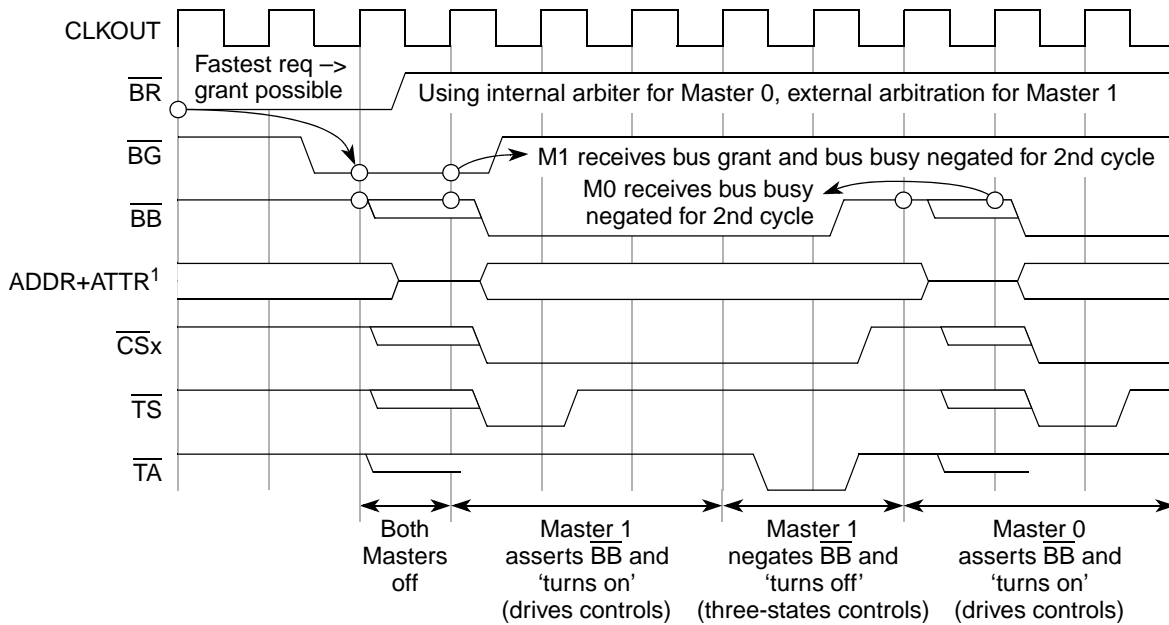 CLKOUT
Fastest req –>
grant possible
BR
Using internal arbiter for Master 0, external arbitration for Master 1
BG
M1 receives bus grant and bus busy negated for 2nd cycle
M0 receives bus busy
negated for 2nd cycle
BB
ADDR+ATTR¹
CSx
TS
TA
Both
Masters
off
Master 1
asserts BB and
‘turns on’
(drives controls)
Master 1
negates BB and
‘turns off’
(three-states controls)
Master 0
asserts BB and
‘turns on’
(drives controls)